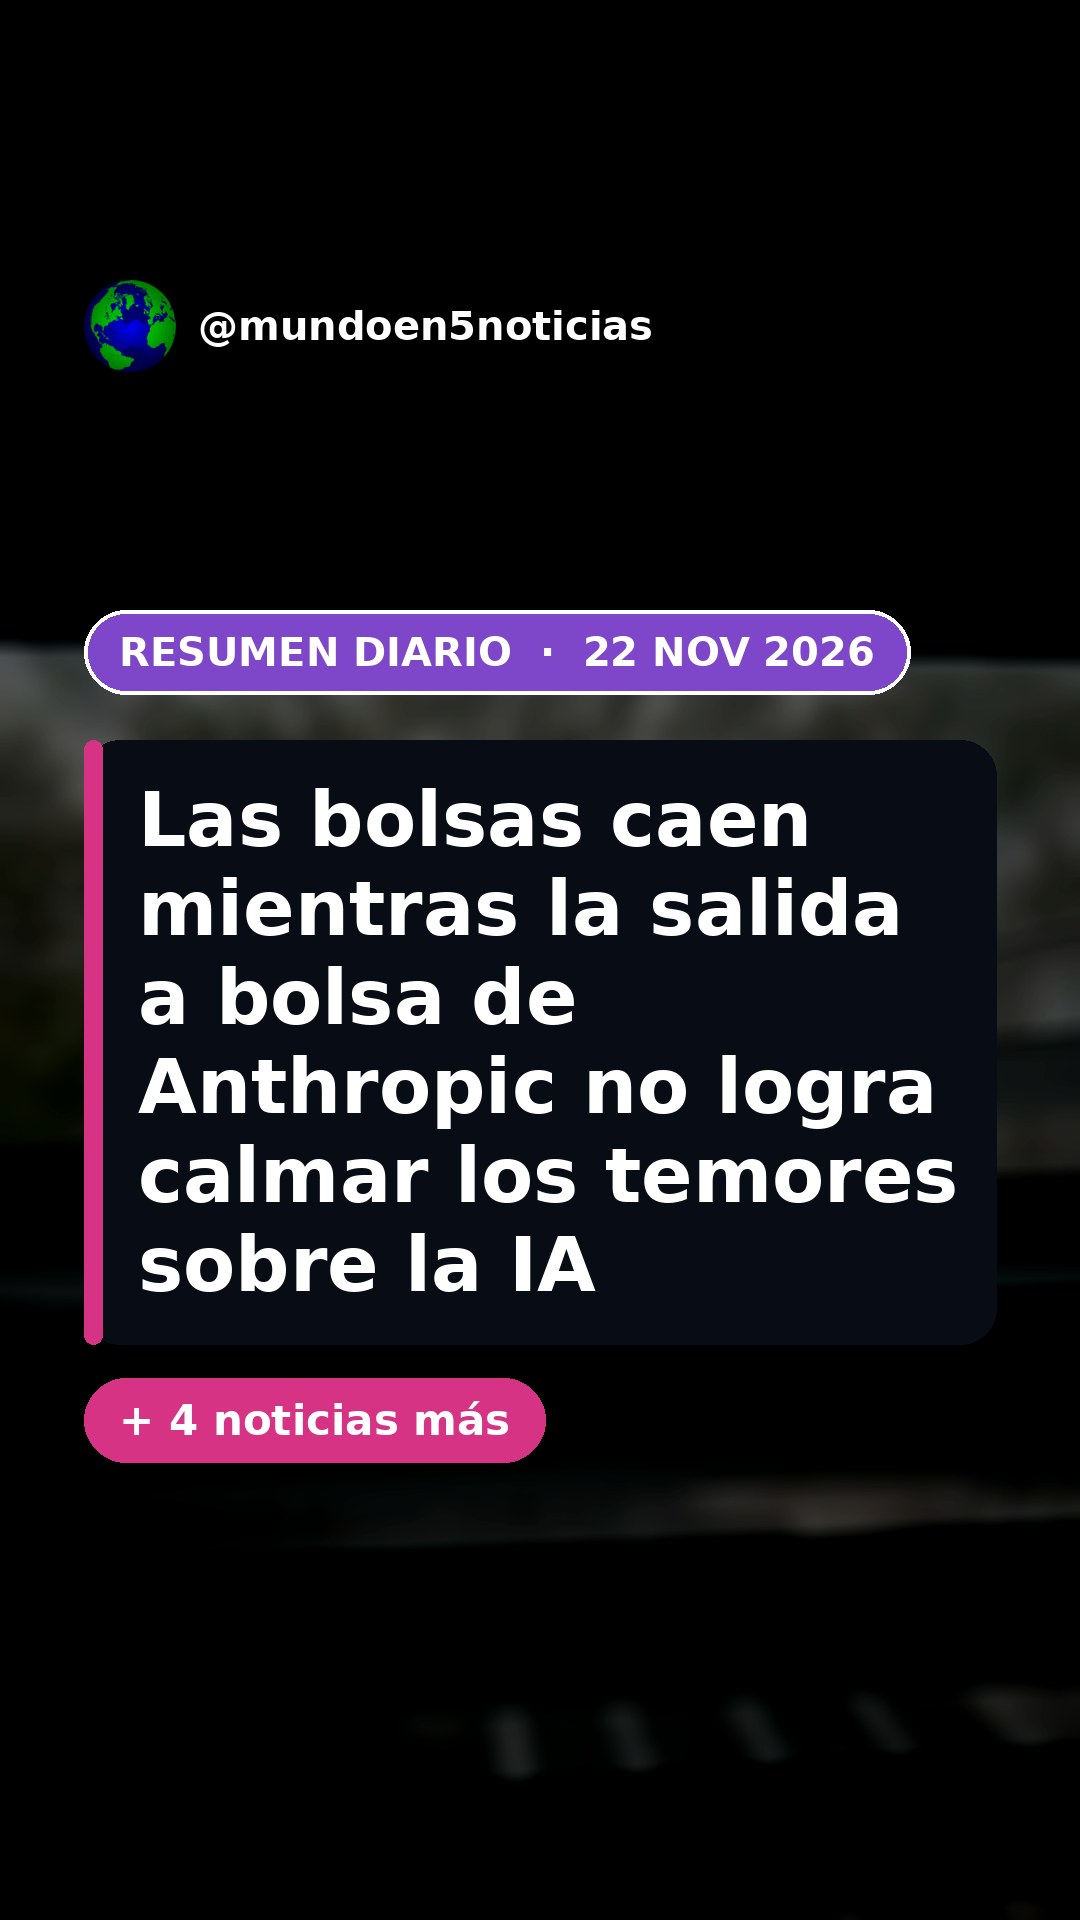 @mundoen5noticias
RESUMEN DIARIO · 22 NOV 2026
Las bolsas caen
mientras la salida
a bolsa de
Anthropic no logra
calmar los temores
sobre la IA
+ 4 noticias más